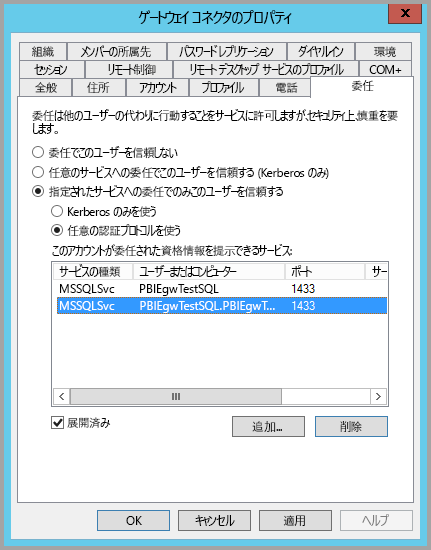 ゲートウェイ コネクタのプロパティ
x
組織 メンバーの所属先 パスワード レプリケーション ダイヤルイン 環境
セッション リモート制御 リモート デスクトップ サービスのプロファイル COM+
全般 住所 アカウント プロファイル 電話 委任
委任は他のユーザーの代わりに行動することをサービスに許可しますが、セキュリティ上、慎重を要
します。
委任でこのユーザーを信頼しない
任意のサービスへの委任でこのユーザーを信頼する (Kerberos のみ)
指定されたサービスへの委任でのみこのユーザーを信頼する
Kerberos のみを使う
任意の認証プロトコルを使う
このアカウントが委任された資格情報を提示できるサービス:
サービスの種類 ユーザーまたはコンピューター ポート サー
MSSQLSvc PBIEgwTestSQL 1433
MSSQLSvc PBIEgwTestSQL.PBIEgwT... 1433
展開済み 追加... 削除
OK キャンセル 適用 ヘルプ